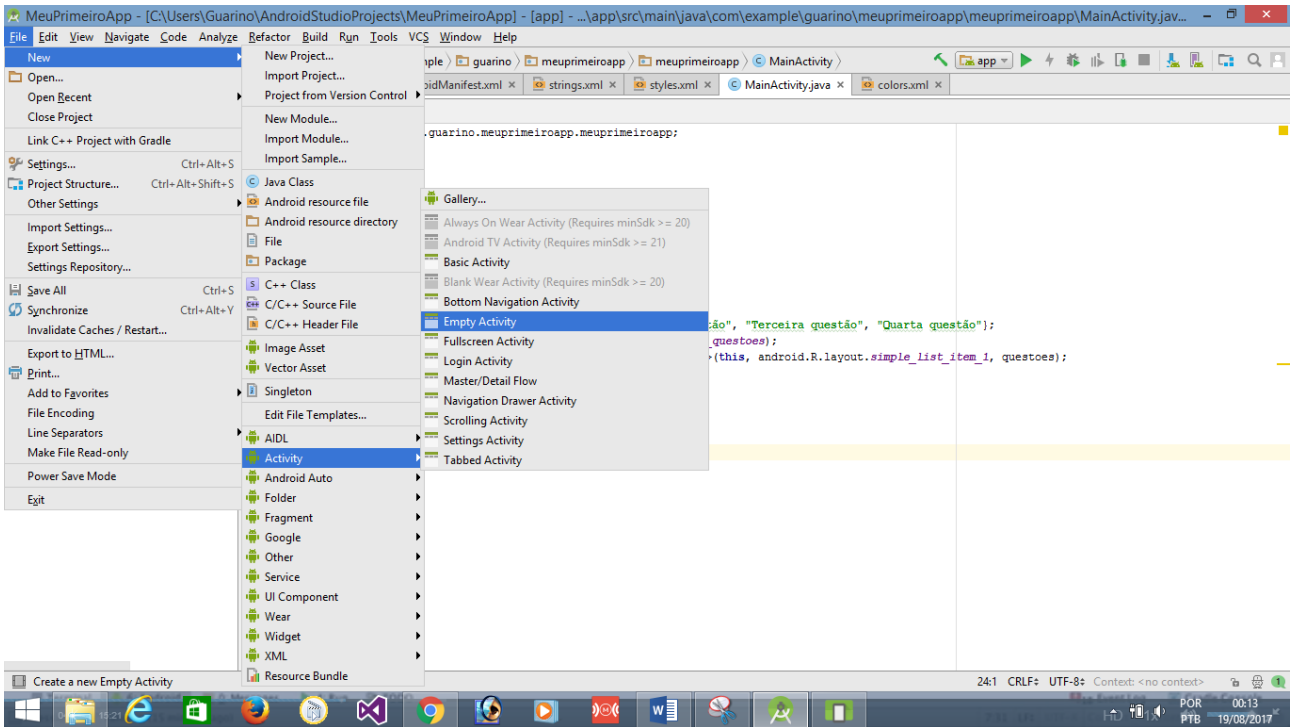 MeuPrimeiroApp - [C:\Users\Guarino\AndroidStudioProjects\MeuPrimeiroApp] - [app] - ...\app\src\main\java\com\example\guarino\meuprimeiroapp\meuprimeiroapp\MainActivity.jav...
File Edit View Navigate Code Analyze Refactor Build Run Tools VCS Window Help
nple guarino meuprimeiroapp meuprimeiroapp MainActivity app
oidManifest.xml × strings.xml × styles.xml × MainActivity.java × colors.xml ×
New
Open...
Open Recent
Close Project
Link C++ Project with Gradle
Settings... Ctrl+Alt+S
Project Structure... Ctrl+Alt+Shift+S
Other Settings
Import Settings...
Export Settings...
Settings Repository...
Save All Ctrl+S
Synchronize Ctrl+Alt+Y
Invalidate Caches / Restart...
Export to HTML...
Print...
Add to Favorites
File Encoding
Line Separators
Make File Read-only
Power Save Mode
Exit
New Project...
Import Project...
Project from Version Control
New Module...
Import Module...
Import Sample...
Java Class
Android resource file
Android resource directory
File
Package
C++ Class
C/C++ Source File
C/C++ Header File
Image Asset
Vector Asset
Singleton
Edit File Templates...
AIDL
Activity
Android Auto
Folder
Fragment
Google
Other
Service
UI Component
Wear
Widget
XML
Resource Bundle
Gallery...
Always On Wear Activity (Requires minSdk >= 20)
Android TV Activity (Requires minSdk >= 21)
Basic Activity
Blank Wear Activity (Requires minSdk >= 20)
Bottom Navigation Activity
Empty Activity
Fullscreen Activity
Login Activity
Master/Detail Flow
Navigation Drawer Activity
Scrolling Activity
Settings Activity
Tabbed Activity
.guarino.meuprimeiroapp.meuprimeiroapp;
tão", "Terceira questão", "Quarta questão"};
_questoes);
>(this, android.R.layout.simple_list_item_1, questoes);
Create a new Empty Activity
24:1 CRLF÷ UTF-8÷ Context: <no context> 1
15:21
POR 00:13
PTB 19/08/2017